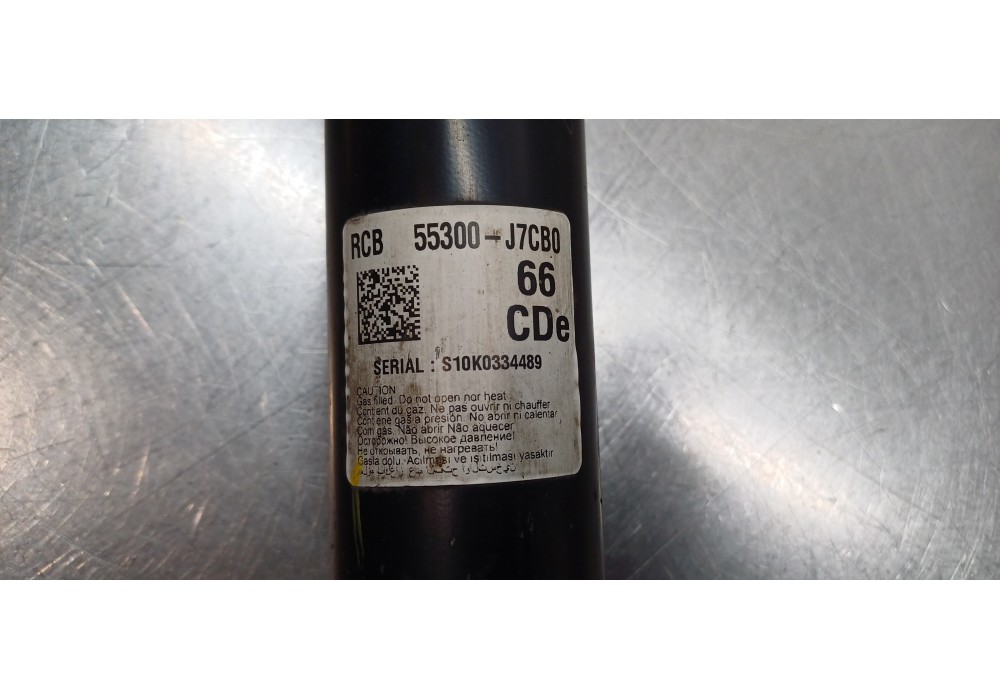 RCB 55300-J7CB0
66
CDe
SERIAL : S10K0334489
CAUTION
Gas filled. Do not open nor heat.
Contient du gaz. Ne pas ouvrir ni chauffer
Contiene gas a presión. No abrir ni calentar
Com gás. Não abrir Não aquecer
Осторожно! Высокое давление!
Не открывать, не нагревать!
Gasla dolu. Açılması ve ısıtılması yasaktır